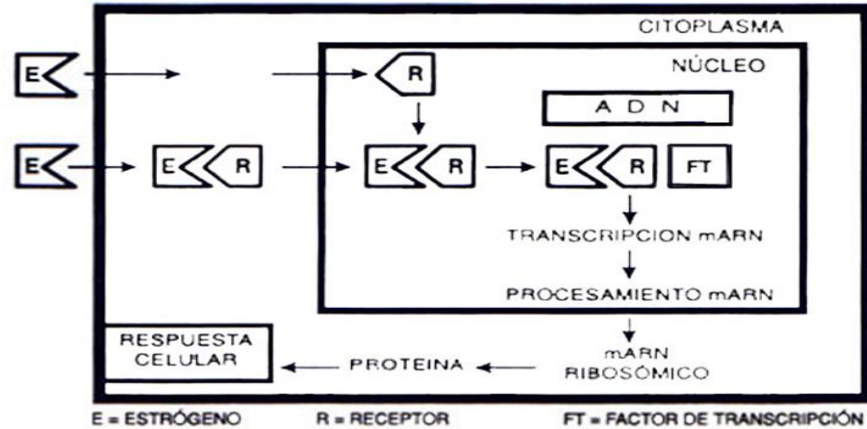 CITOPLASMA
NÚCLEO
E
R
A D N
E
E R
E R
E R
FT
TRANSCRIPCION mARN
PROCESAMIENTO mARN
RESPUESTA
CELULAR
PROTEINA
mARN
RIBOSÓMICO
E = ESTRÓGENO R = RECEPTOR FT = FACTOR DE TRANSCRIPCIÓN